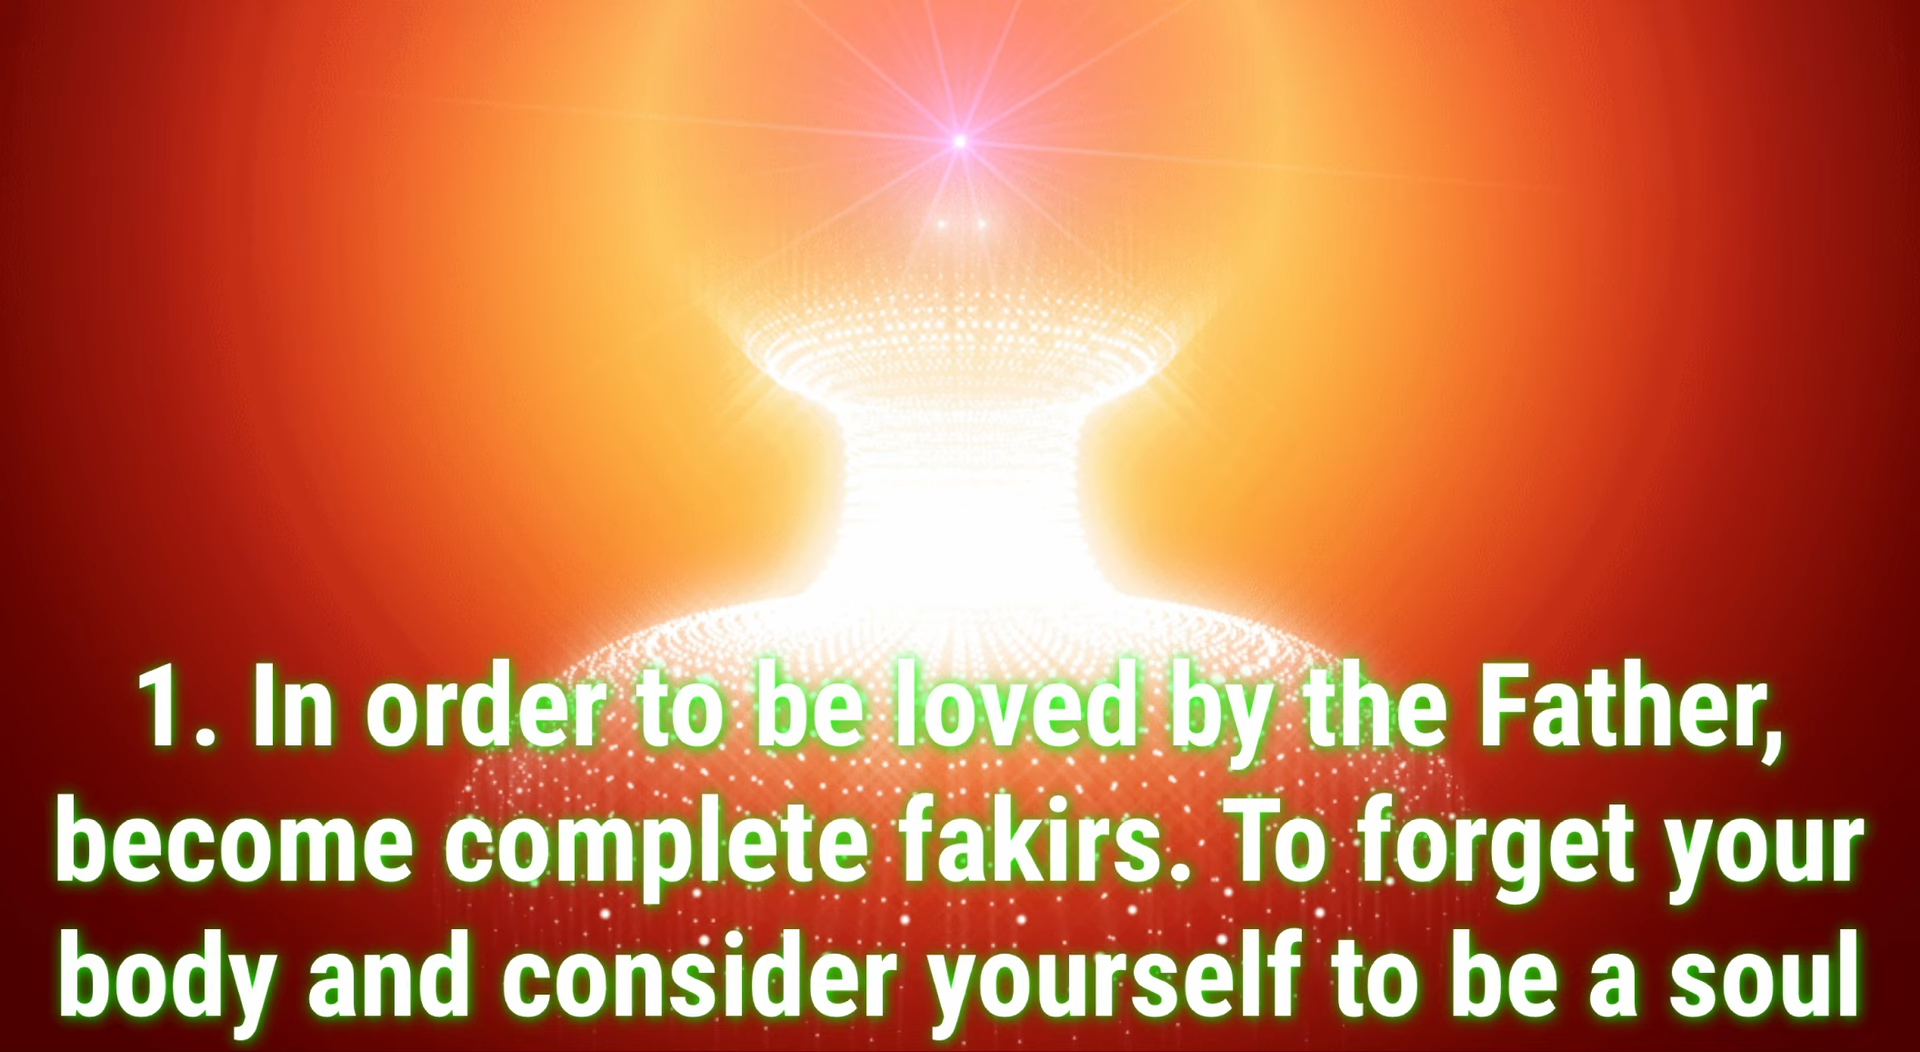 1. In order to be loved by the Father,
become complete fakirs. To forget your
body and consider yourself to be a soul